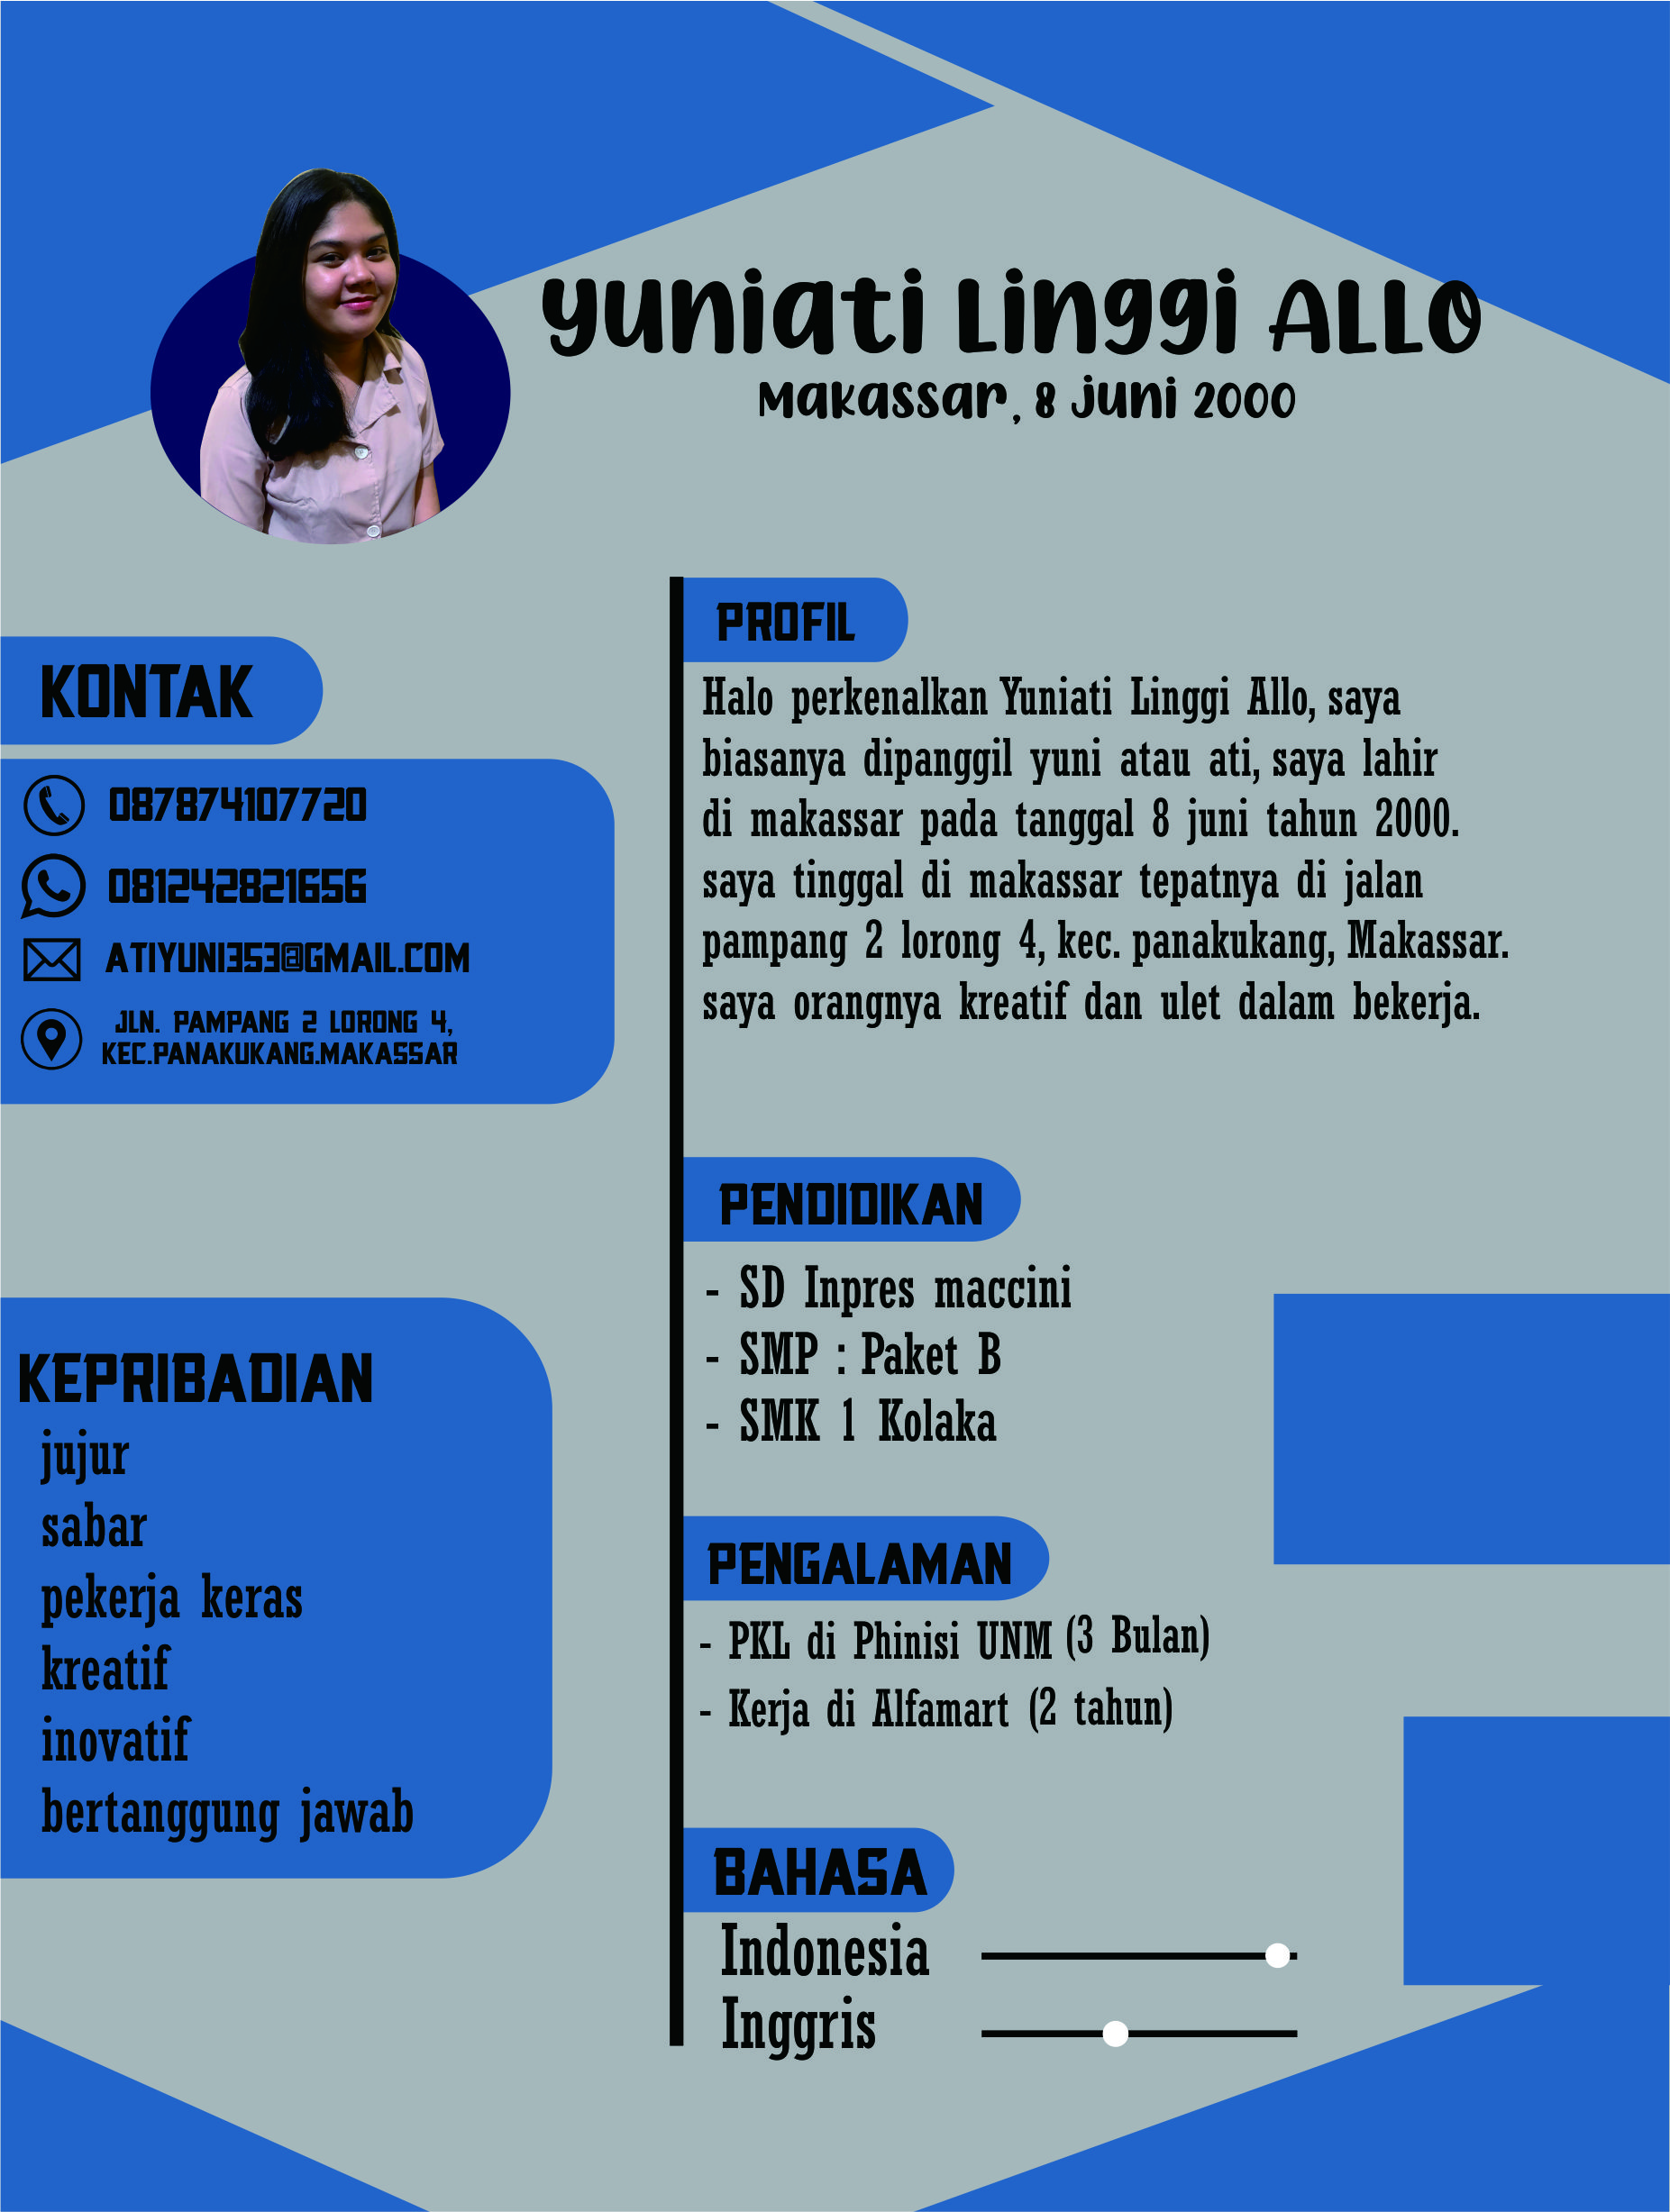 Yuniati Linggi ALLO
Makassar, 8 juni 2000
KONTAK
087874107720
081242821656
ATIYUNI353@GMAIL.COM
JLN. PAMPANG 2 LORONG 4,
KEC.PANAKUKANG.MAKASSAR
KEPRIBADIAN
jujur
sabar
pekerja keras
kreatif
inovatif
bertanggung jawab
PROFIL
Halo perkenalkan Yuniati Linggi Allo, saya
biasanya dipanggil yuni atau ati, saya lahir
di makassar pada tanggal 8 juni tahun 2000.
saya tinggal di makassar tepatnya di jalan
pampang 2 lorong 4, kec. panakukang, Makassar.
saya orangnya kreatif dan ulet dalam bekerja.
PENDIDIKAN
- SD Inpres maccini
- SMP : Paket B
- SMK 1 Kolaka
PENGALAMAN
- PKL di Phinisi UNM (3 Bulan)
- Kerja di Alfamart (2 tahun)
BAHASA
Indonesia
Inggris